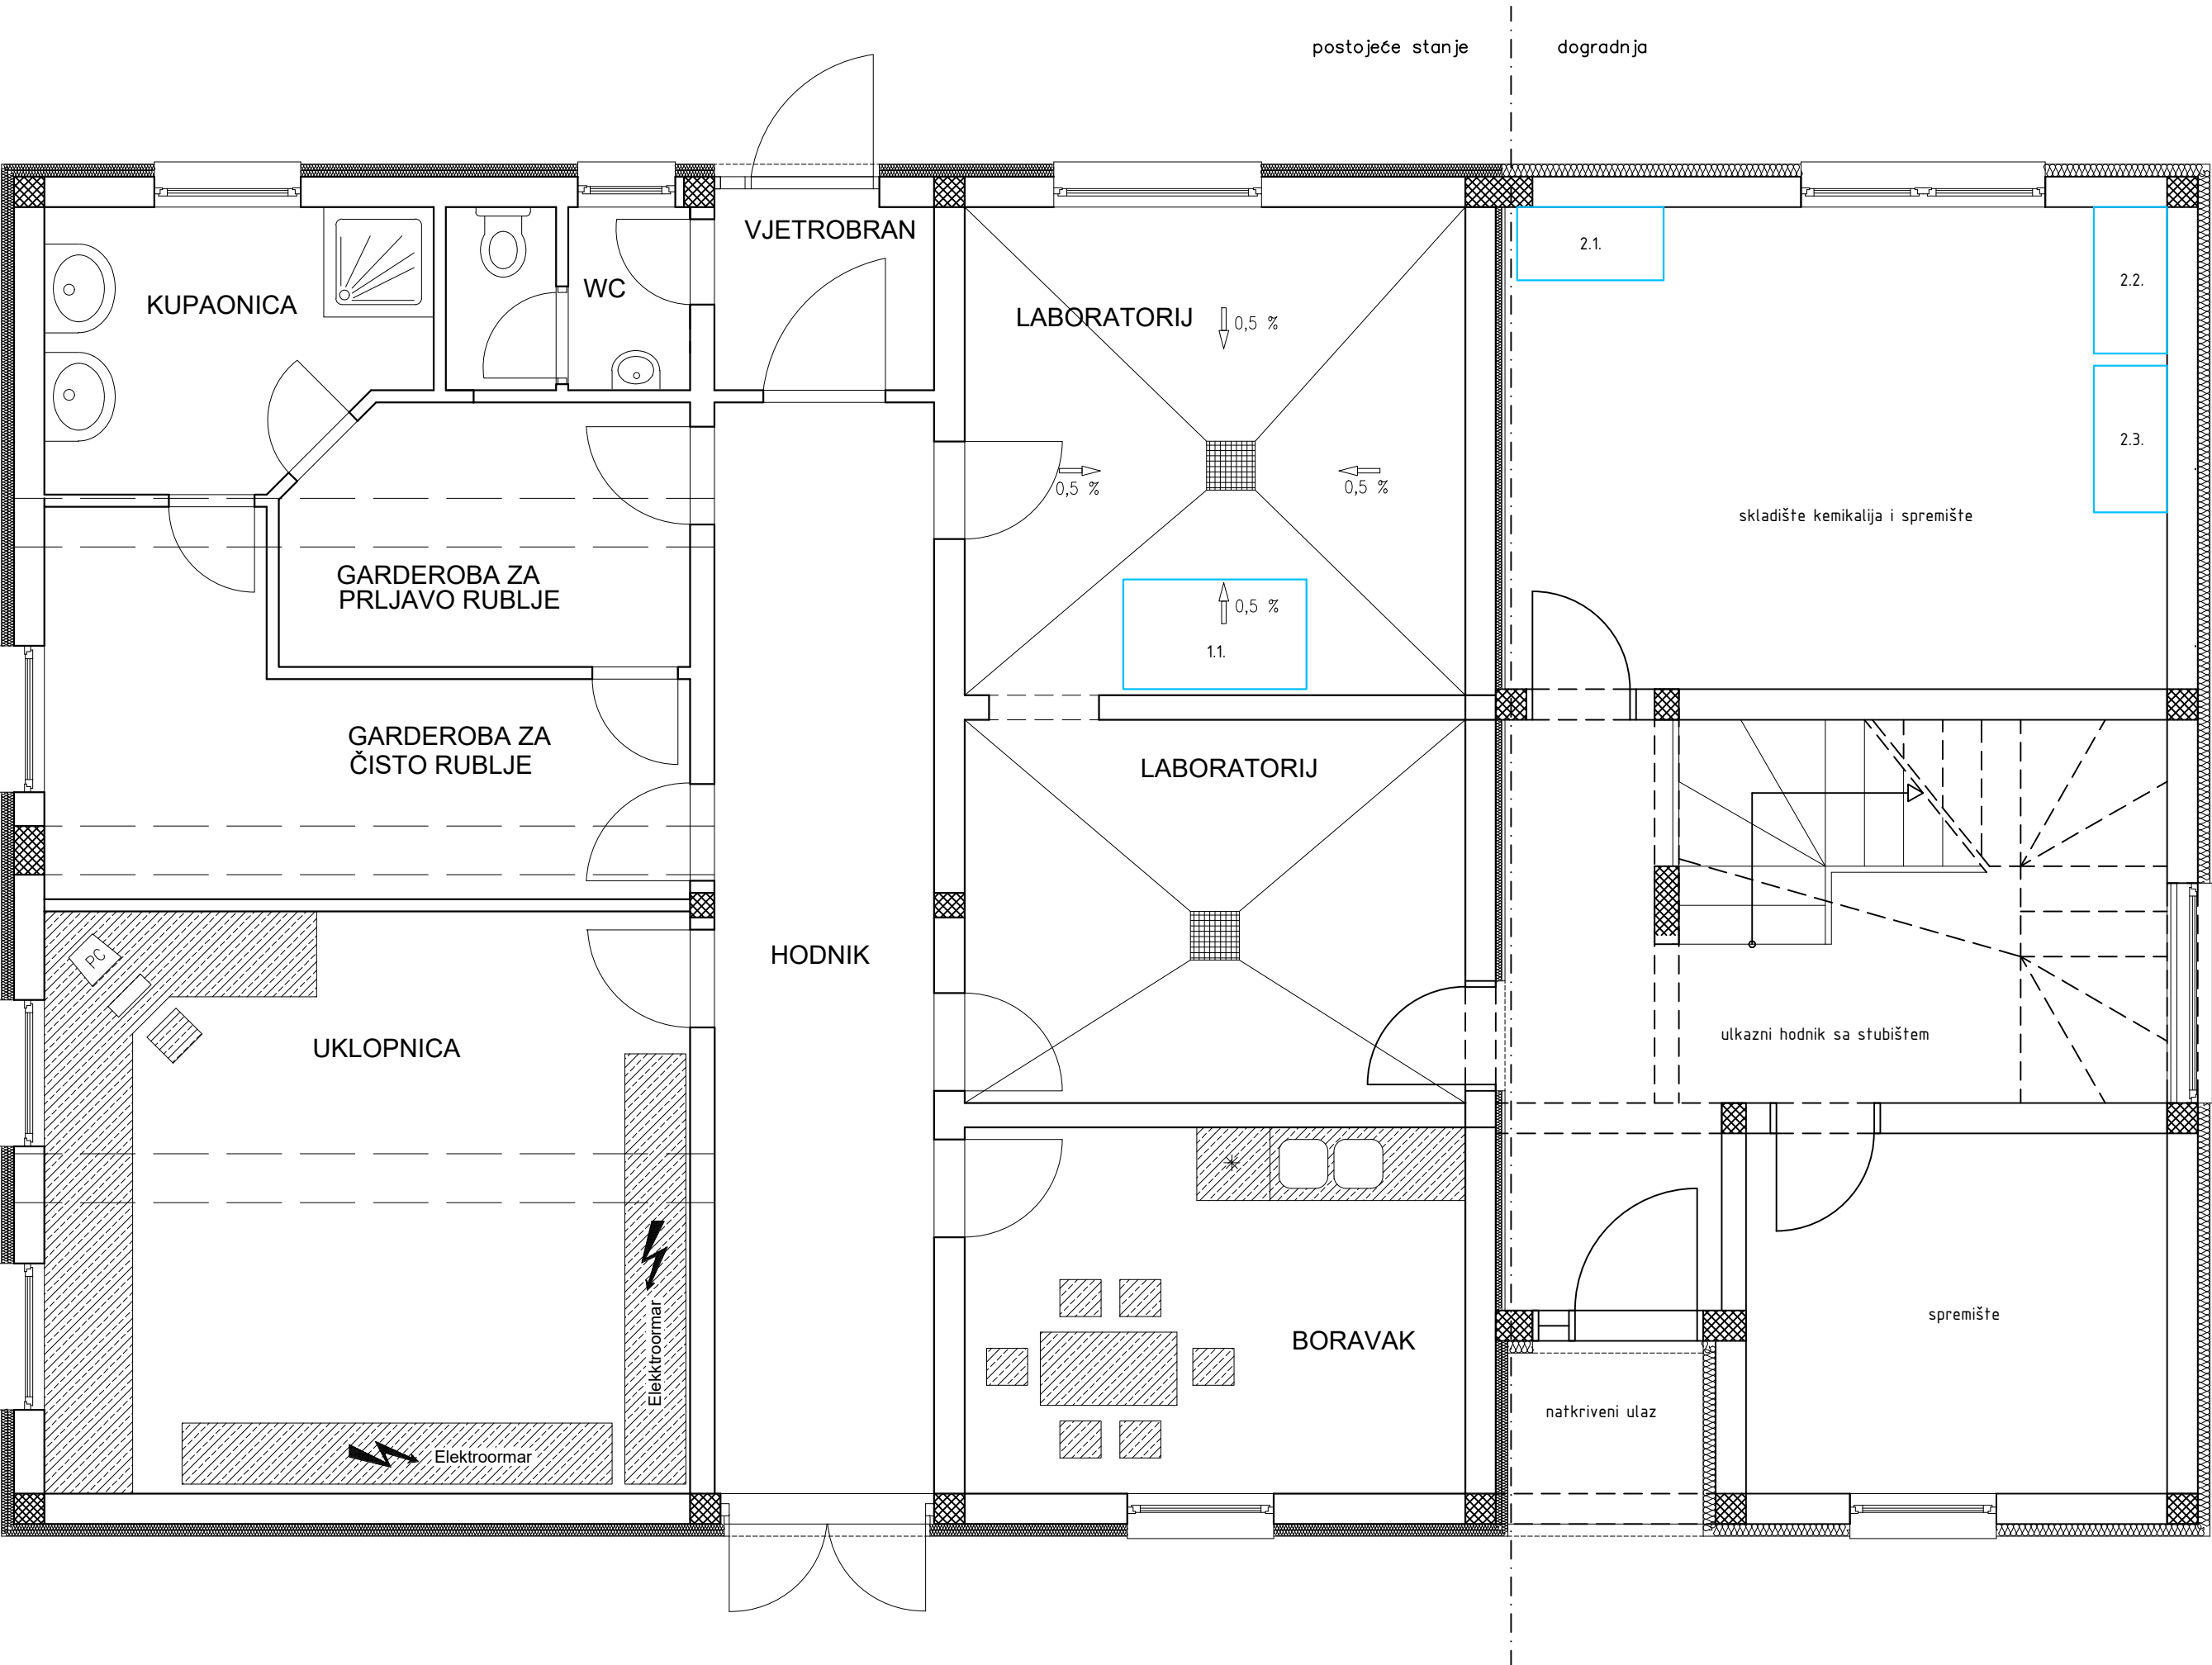 postojeće stanje
dogradnja
VJETROBRAN
2.1.
2.2.
WC
KUPAONICA
LABORATORIJ
0,5 %
2.3.
0,5 %
0,5 %
skladište kemikalija i spremište
GARDEROBA ZA
PRLJAVO RUBLJE
0,5 %
1.1.
GARDEROBA ZA
ČISTO RUBLJE
LABORATORIJ
PC
HODNIK
UKLOPNICA
ulkazni hodnik sa stubištem
Elekktroormar
spremište
BORAVAK
natkriveni ulaz
Elektroormar